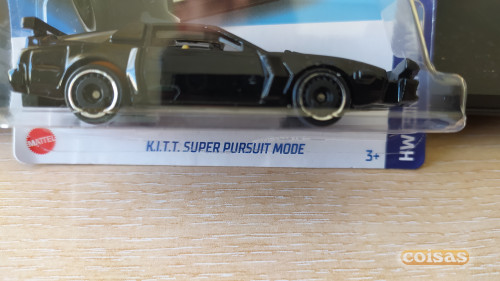 MATTEL
K.I.T.T. SUPER PURSUIT MODE
3+
HW
coisas